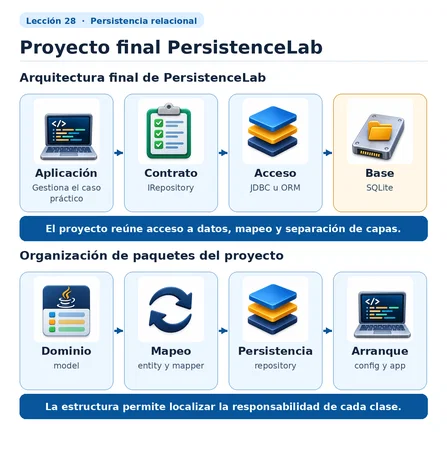 Lección 28 · Persistencia relacional
Proyecto final PersistenceLab
Arquitectura final de PersistenceLab
</>
Aplicación
Gestiona el caso
práctico
Contrato
IRepository
Acceso
JDBC u ORM
Base
SQLite
El proyecto reúne acceso a datos, mapeo y separación de capas.
Organización de paquetes del proyecto
Dominio
model
Mapeo
entity y mapper
Persistencia
repository
</>
Arranque
config y app
La estructura permite localizar la responsabilidad de cada clase.